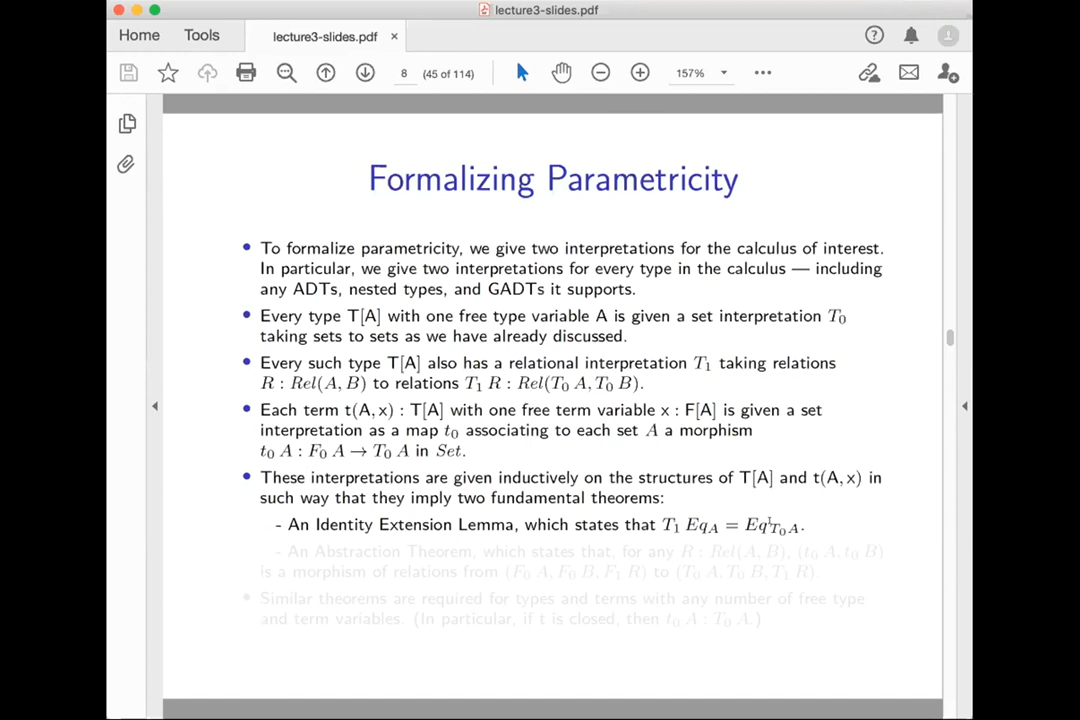 lecture3-slides.pdf
Home Tools lecture3-slides.pdf ×
8 (45 of 114) 157%
Formalizing Parametricity
• To formalize parametricity, we give two interpretations for the calculus of interest.
In particular, we give two interpretations for every type in the calculus — including
any ADTs, nested types, and GADTs it supports.
• Every type T[A] with one free type variable A is given a set interpretation T₀
taking sets to sets as we have already discussed.
• Every such type T[A] also has a relational interpretation T₁ taking relations
R : Rel(A, B) to relations T₁ R : Rel(T₀ A, T₀ B).
• Each term t(A, x) : T[A] with one free term variable x : F[A] is given a set
interpretation as a map t₀ associating to each set A a morphism
t₀ A : F₀ A → T₀ A in Set.
• These interpretations are given inductively on the structures of T[A] and t(A, x) in
such way that they imply two fundamental theorems:
- An Identity Extension Lemma, which states that T₁ Eq_A = Eq_{T₀ A}.
- An Abstraction Theorem, which states that, for any R : Rel(A, B), (t₀ A, t₀ B)
is a morphism of relations from (F₀ A, F₀ B, F₁ R) to (T₀ A, T₀ B, T₁ R).
• Similar theorems are required for types and terms with any number of free type
and term variables. (In particular, if t is closed, then t₀ A : T₀ A.)